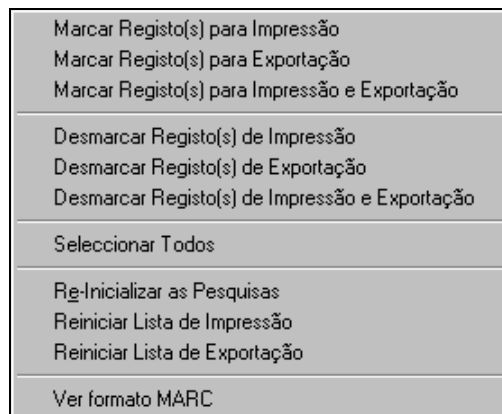 Marcar Registo(s) para Impressão
Marcar Registo(s) para Exportação
Marcar Registo(s) para Impressão e Exportação
Desmarcar Registo(s) de Impressão
Desmarcar Registo(s) de Exportação
Desmarcar Registo(s) de Impressão e Exportação
Seleccionar Todos
Re-Inicializar as Pesquisas
Reiniciar Lista de Impressão
Reiniciar Lista de Exportação
Ver formato MARC